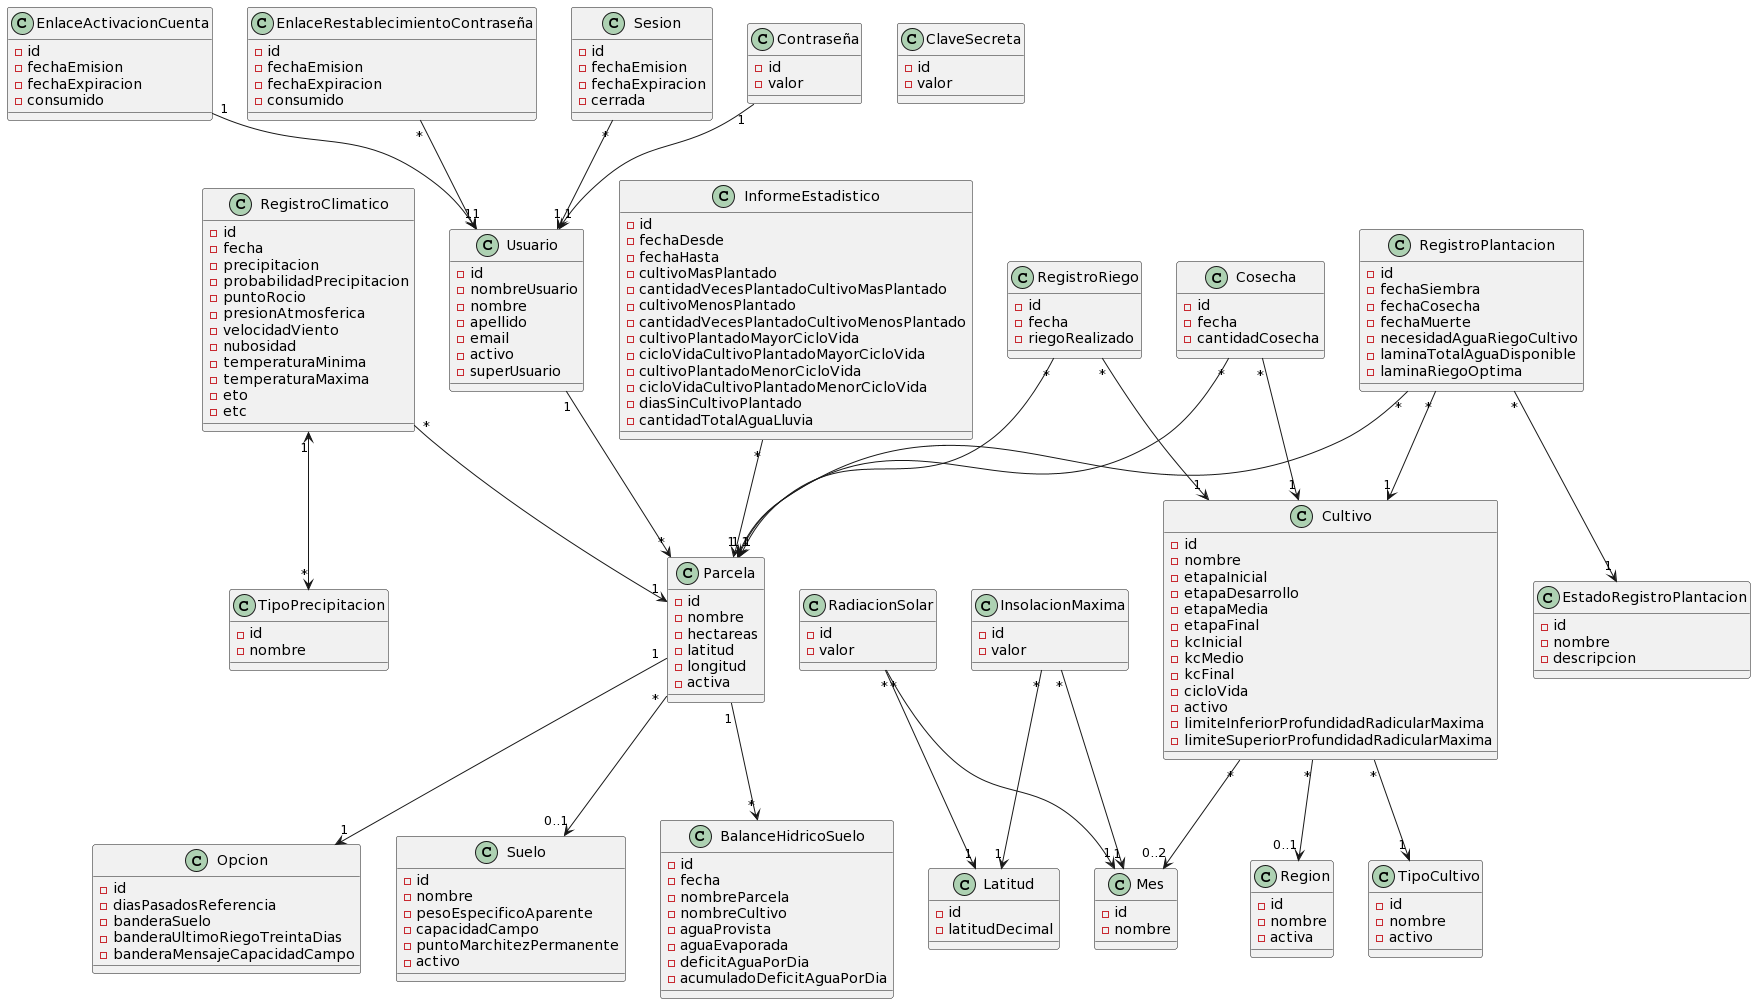 C EnlaceActivacionCuenta
id
fechaEmision
fechaExpiracion
consumido
C EnlaceRestablecimientoContraseña
id
fechaEmision
fechaExpiracion
consumido
C Sesion
id
fechaEmision
fechaExpiracion
cerrada
C Contraseña
id
valor
C ClaveSecreta
id
valor
1
*
*
1
1
1
1
1
C RegistroClimatico
id
fecha
precipitacion
probabilidadPrecipitacion
puntoRocio
presionAtmosferica
velocidadViento
nubosidad
temperaturaMinima
temperaturaMaxima
eto
etc
C Usuario
id
nombreUsuario
nombre
apellido
email
activo
superUsuario
C InformeEstadistico
id
fechaDesde
fechaHasta
cultivoMasPlantado
cantidadVecesPlantadoCultivoMasPlantado
cultivoMenosPlantado
cantidadVecesPlantadoCultivoMenosPlantado
cultivoPlantadoMayorCicloVida
cicloVidaCultivoPlantadoMayorCicloVida
cultivoPlantadoMenorCicloVida
cicloVidaCultivoPlantadoMenorCicloVida
diasSinCultivoPlantado
cantidadTotalAguaLluvia
C RegistroRiego
id
fecha
riegoRealizado
C Cosecha
id
fecha
cantidadCosecha
C RegistroPlantacion
id
fechaSiembra
fechaCosecha
fechaMuerte
necesidadAguaRiegoCultivo
laminaTotalAguaDisponible
laminaRiegoOptima
1
*
1
*
*
*
*
*
*
*
*
*
*
1
*
1
1
1
1
1
1
1
1
1
C TipoPrecipitacion
id
nombre
C Parcela
id
nombre
hectareas
latitud
longitud
activa
C RadiacionSolar
id
valor
C InsolacionMaxima
id
valor
C Cultivo
id
nombre
etapaInicial
etapaDesarrollo
etapaMedia
etapaFinal
kcInicial
kcMedio
kcFinal
cicloVida
activo
limiteInferiorProfundidadRadicularMaxima
limiteSuperiorProfundidadRadicularMaxima
C EstadoRegistroPlantacion
id
nombre
descripcion
1
*
1
*
*
*
*
*
*
*
1
0..1
*
1
1
1
1
0..2
0..1
1
C Opcion
id
diasPasadosReferencia
banderaSuelo
banderaUltimoRiegoTreintaDias
banderaMensajeCapacidadCampo
C Suelo
id
nombre
pesoEspecificoAparente
capacidadCampo
puntoMarchitezPermanente
activo
C BalanceHidricoSuelo
id
fecha
nombreParcela
nombreCultivo
aguaProvista
aguaEvaporada
deficitAguaPorDia
acumuladoDeficitAguaPorDia
C Latitud
id
latitudDecimal
C Mes
id
nombre
C Region
id
nombre
activa
C TipoCultivo
id
nombre
activo